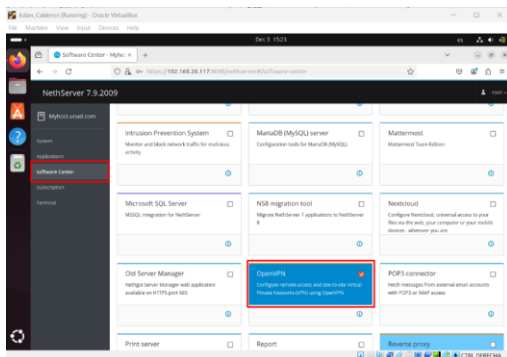 Julian_Calderon [Running] - Oracle VirtualBox
File Machine View Input Devices Help
Dec 5 15:23
es
Software Center - Myho
https://192.168.26.117:9090/nethserver#/software-center
NethServer 7.9.2009
root
Myhost.unad.com
System
Applications
Software Center
Subscription
Terminal
Intrusion Prevention System
Monitor and block network traffic for malicious
activity
MariaDB (MySQL) server
Configuration tools for MariaDB (MySQL)
Mattermost
Mattermost Team Edition
Microsoft SQL Server
MSSQL integration for NethServer
NS8 migration tool
Migrate NethServer 7 applications to NethServer
8
Nextcloud
Configure Nextcloud, universal access to your
files via the web, your computer or your mobile
devices - wherever you are
Old Server Manager
Nethgui Server Manager web application
available on HTTPS port 980
OpenVPN
Configure remote-access and site-to-site Virtual
Private Networks (VPN) using OpenVPN
POP3 connector
Fetch messages from external email accounts
with POP3 or IMAP access
Print server
Report
Reverse proxy
CTRL DERECHA